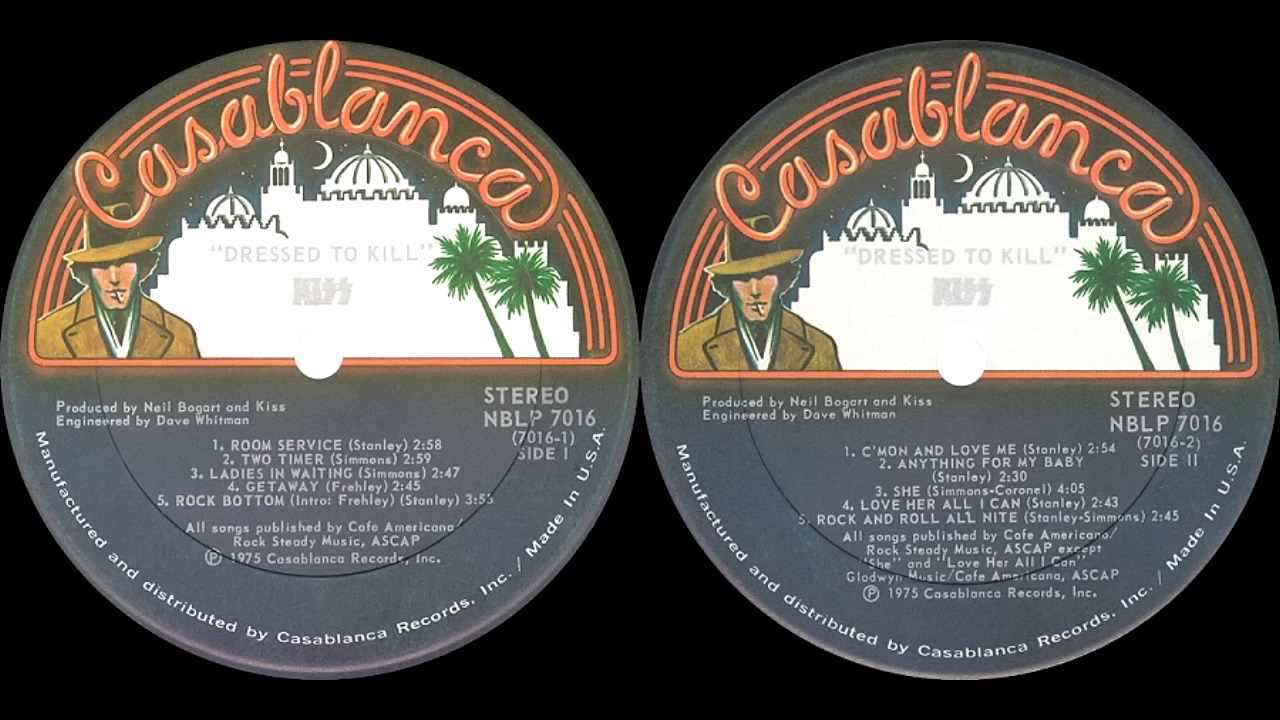 Casablanca
"DRESSED TO KILL"
KISS
STEREO
NBLP 7016
(7016-1)
SIDE I
Produced by Neil Bogart and Kiss
Engineered by Dave Whitman
1. ROOM SERVICE (Stanley) 2:58
2. TWO TIMER (Simmons) 2:59
3. LADIES IN WAITING (Simmons) 2:47
4. GETAWAY (Frehley) 2:45
5. ROCK BOTTOM (Intro: Frehley) (Stanley) 3:55
All songs published by Cafe Americana/
Rock Steady Music, ASCAP
℗ 1975 Casablanca Records, Inc.
Manufactured and distributed by Casablanca Records, Inc. / Made In U.S.A.
Casablanca
"DRESSED TO KILL"
KISS
STEREO
NBLP 7016
(7016-2)
SIDE II
Produced by Neil Bogart and Kiss
Engineered by Dave Whitman
1. C'MON AND LOVE ME (Stanley) 2:54
2. ANYTHING FOR MY BABY
(Stanley) 2:30
3. SHE (Simmons-Coronel) 4:05
4. LOVE HER ALL I CAN (Stanley) 2:43
5. ROCK AND ROLL ALL NITE (Stanley-Simmons) 2:45
All songs published by Cafe Americana/
Rock Steady Music, ASCAP except
"She" and "Love Her All I Can"
Gladwyn Music/Cafe Americana, ASCAP
℗ 1975 Casablanca Records, Inc.
Manufactured and distributed by Casablanca Records, Inc. / Made In U.S.A.